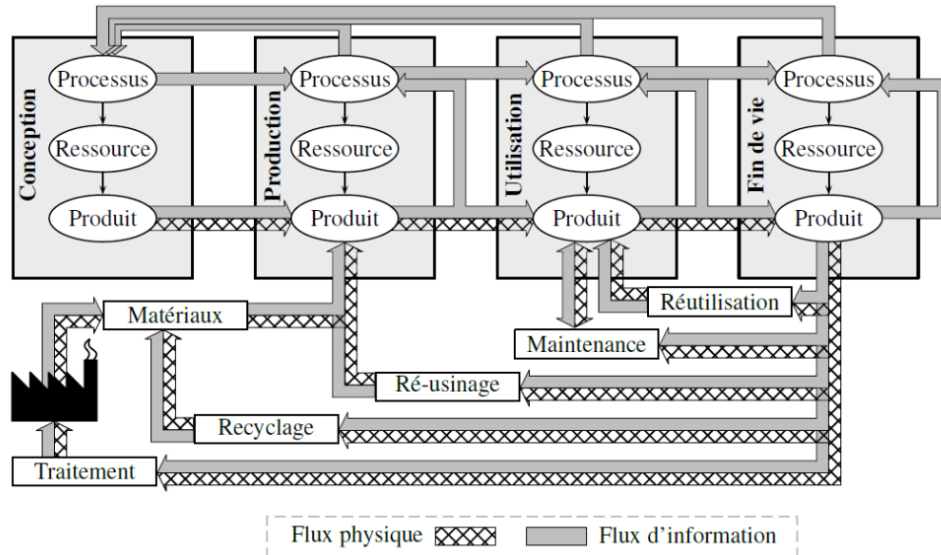 Conception
Processus
Ressource
Produit
Production
Processus
Ressource
Produit
Utilisation
Processus
Ressource
Produit
Fin de vie
Processus
Ressource
Produit
Réutilisation
Matériaux
Maintenance
Ré-usinage
Recyclage
Traitement
Flux physique
Flux d'information